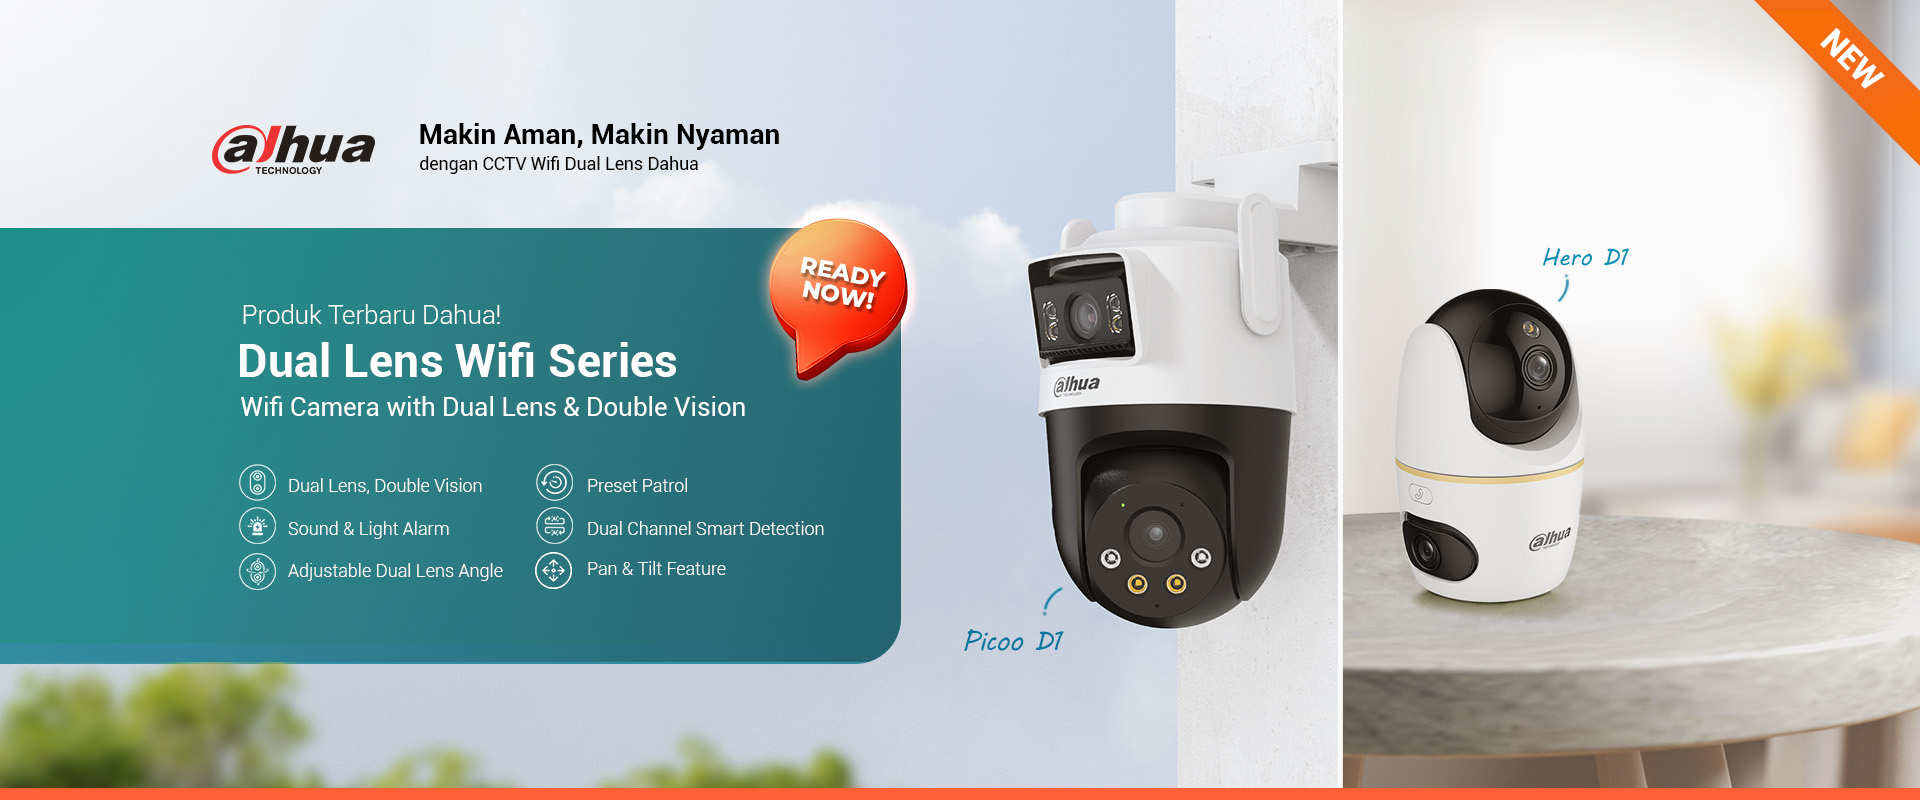 NEW
alhua
TECHNOLOGY
Makin Aman, Makin Nyaman
dengan CCTV Wifi Dual Lens Dahua
READY
NOW!
Produk Terbaru Dahua!
Dual Lens Wifi Series
Wifi Camera with Dual Lens & Double Vision
Dual Lens, Double Vision
Preset Patrol
Sound & Light Alarm
Dual Channel Smart Detection
Adjustable Dual Lens Angle
Pan & Tilt Feature
alhua
TECHNOLOGY
Picoo D1
Hero D1
alhua
TECHNOLOGY